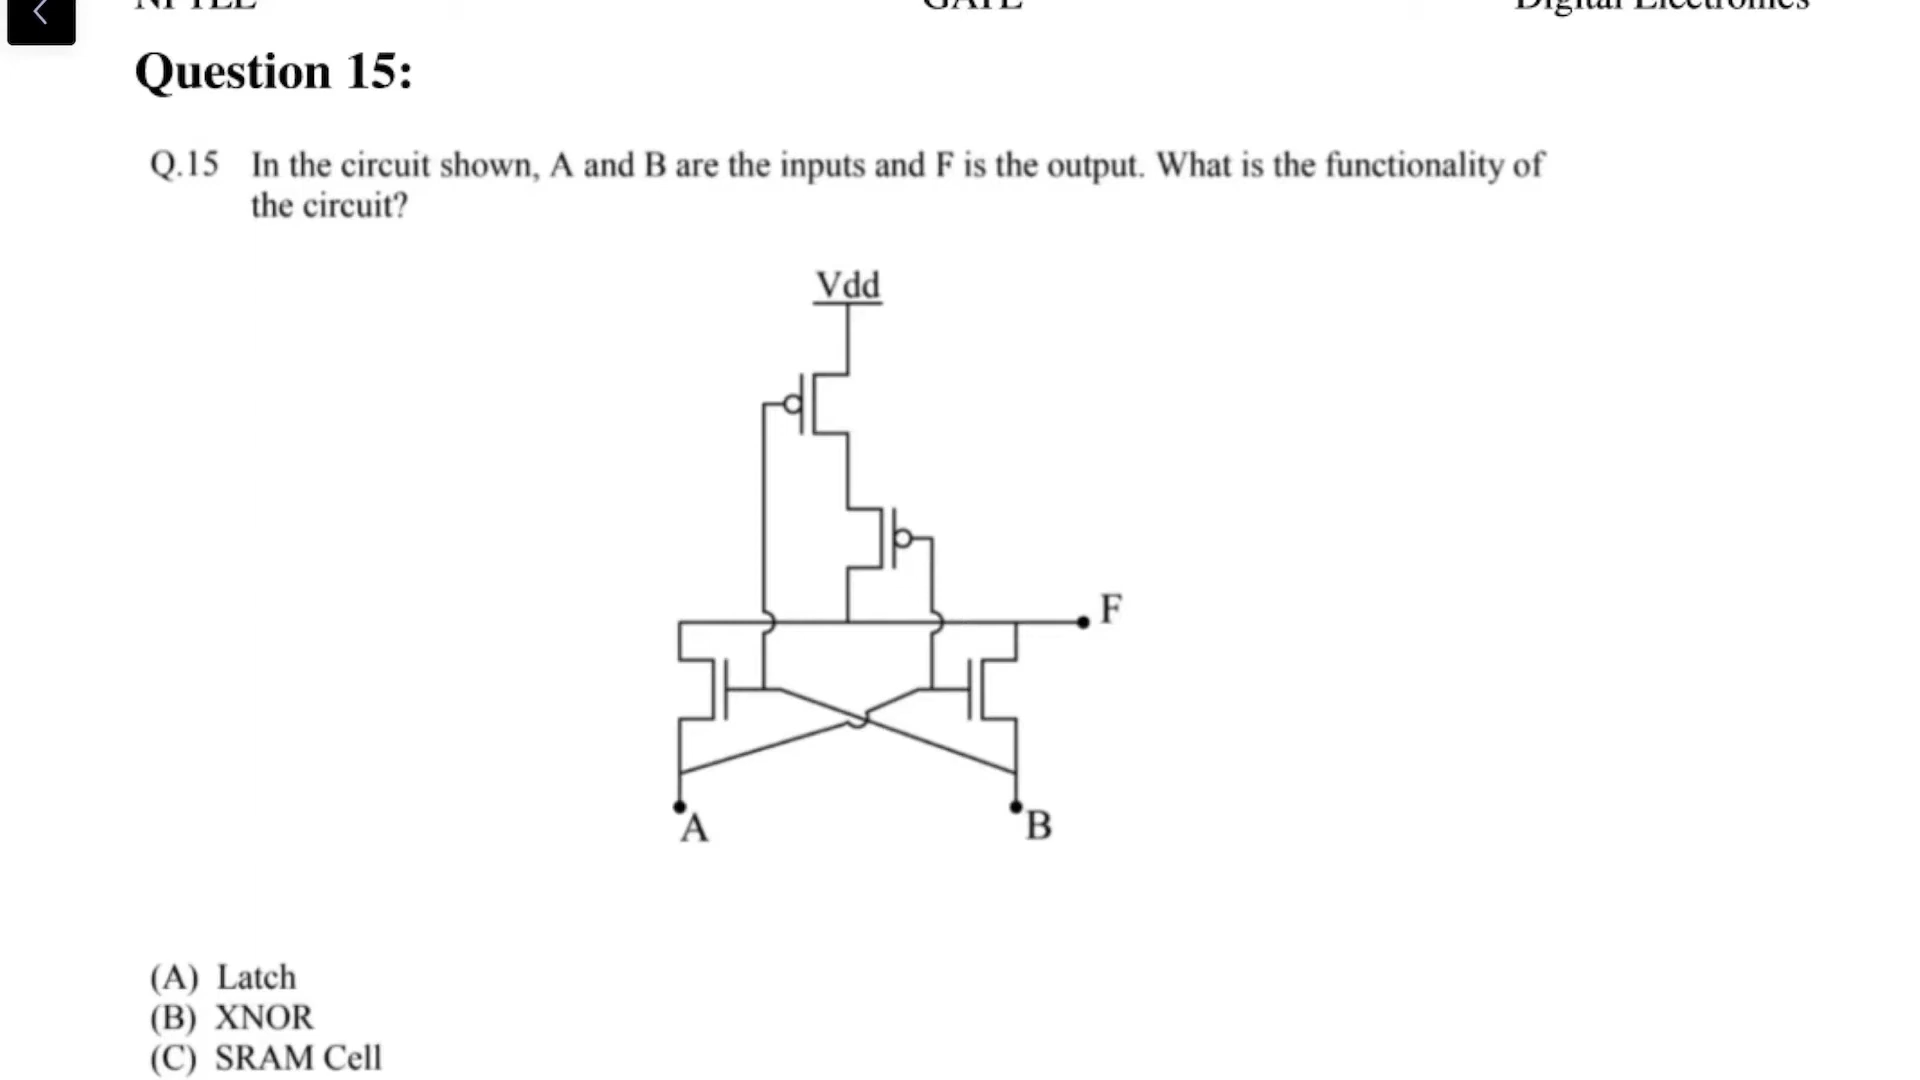 Question 15:
Q.15 In the circuit shown, A and B are the inputs and F is the output. What is the functionality of
the circuit?
Vdd
F
A
B
(A) Latch
(B) XNOR
(C) SRAM Cell